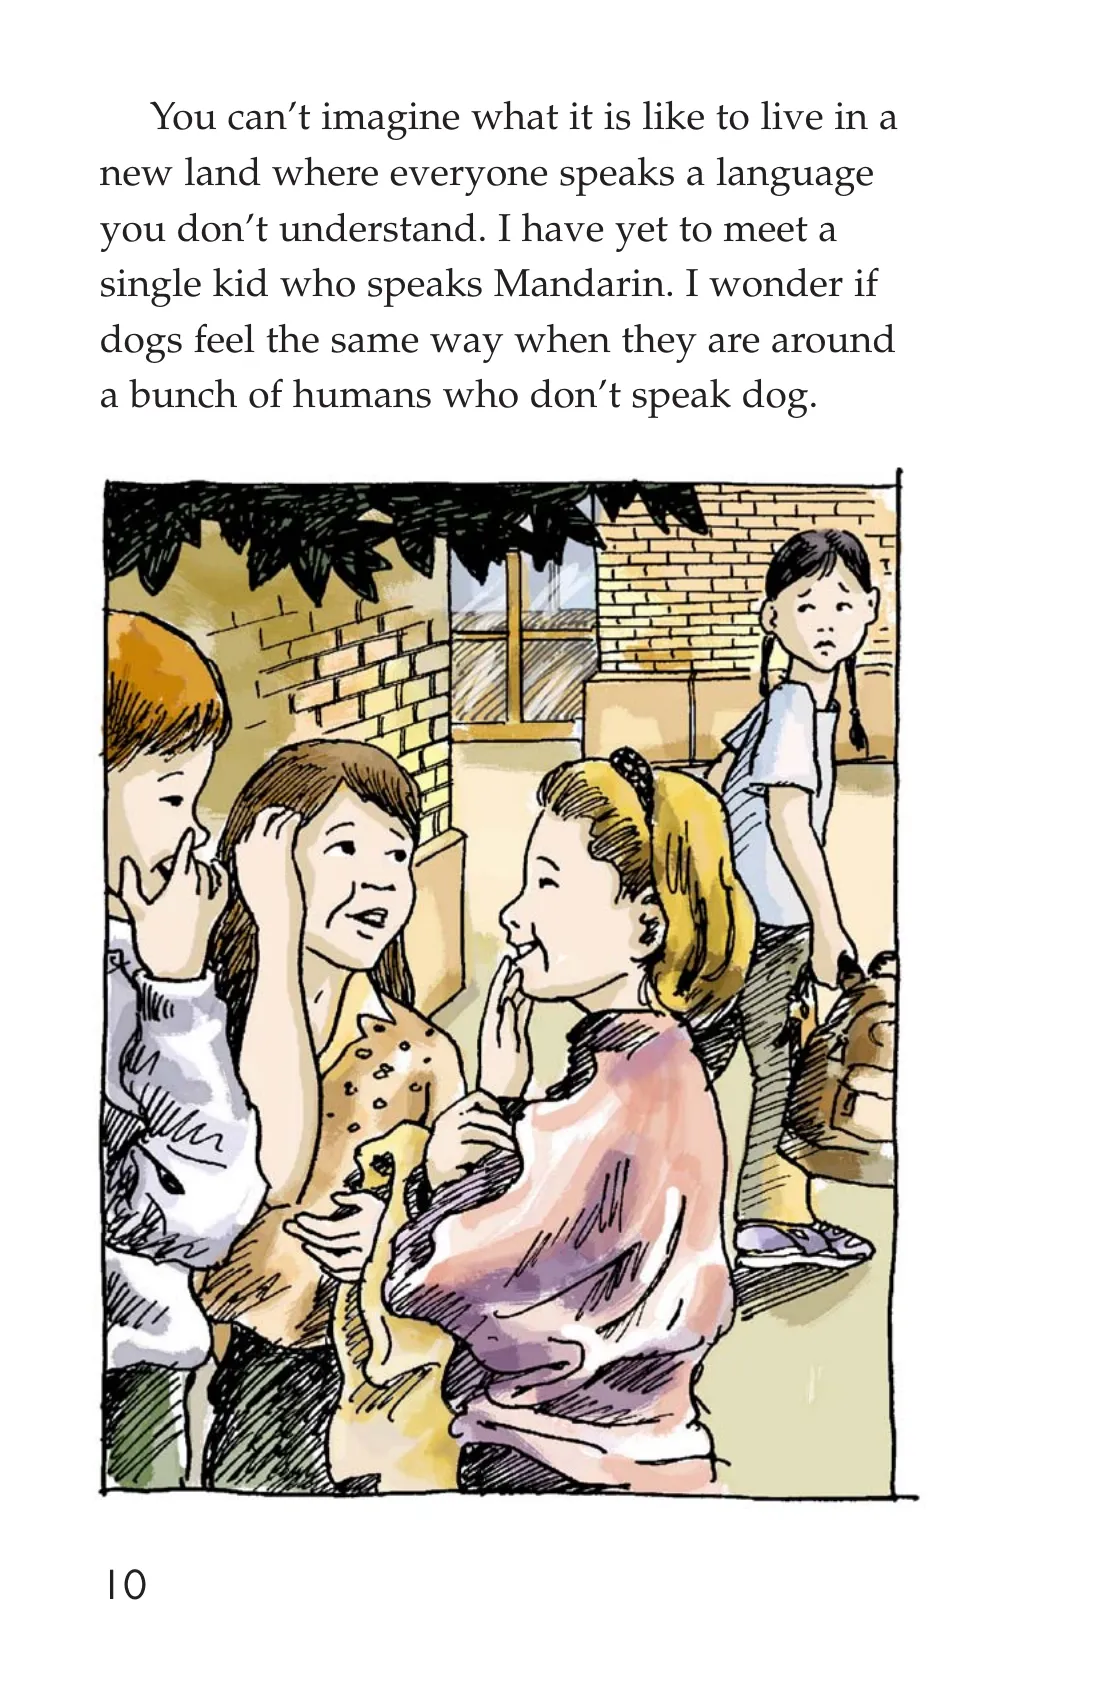 You can’t imagine what it is like to live in a
new land where everyone speaks a language
you don’t understand. I have yet to meet a
single kid who speaks Mandarin. I wonder if
dogs feel the same way when they are around
a bunch of humans who don’t speak dog.
10